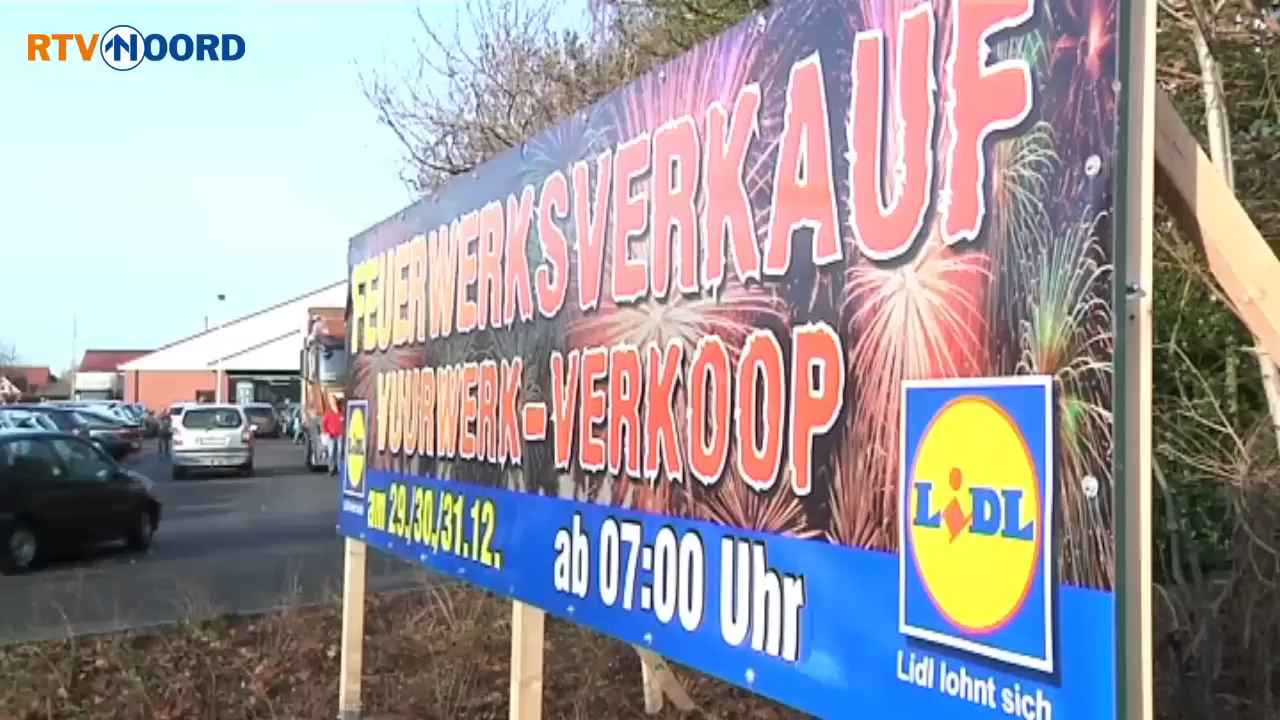 RTV NOORD
FEUERWERKSVERKAUF
VUURWERK-VERKOOP
am 29./30./31.12.
ab 07:00 Uhr
LiDL
Lidl lohnt sich